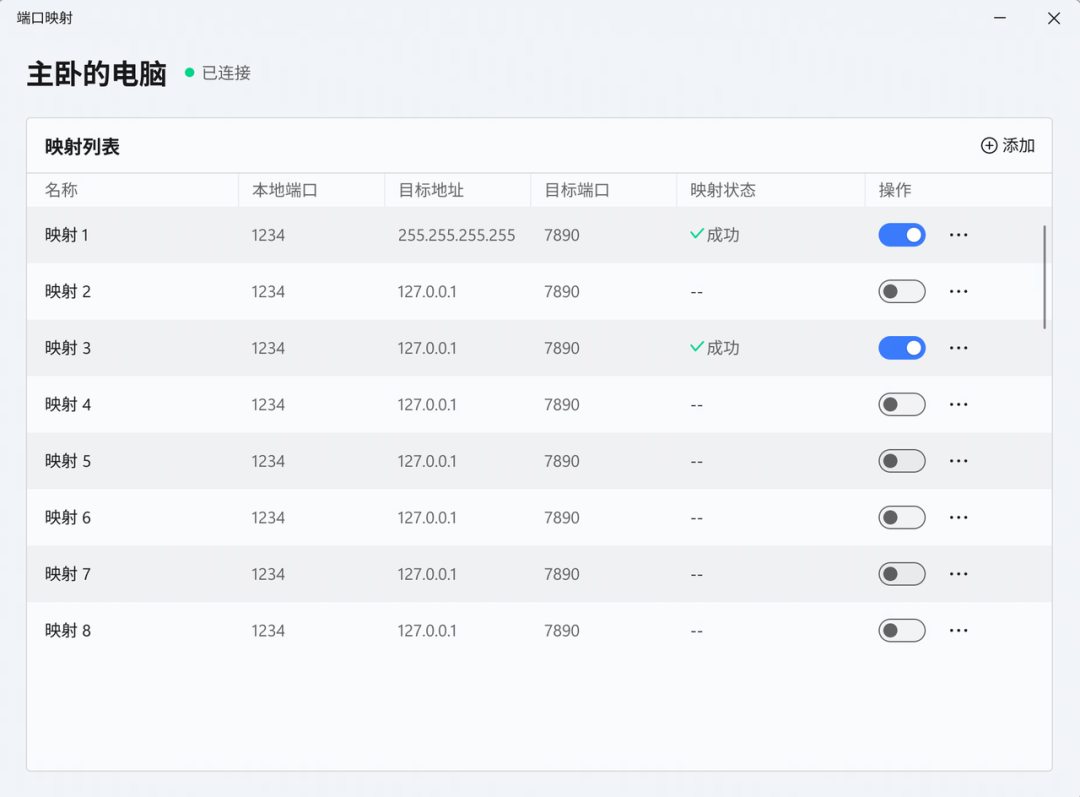 端口映射
主卧的电脑 已连接
映射列表 添加
名称 本地端口 目标地址 目标端口 映射状态 操作
映射 1 1234 255.255.255.255 7890 成功
映射 2 1234 127.0.0.1 7890 --
映射 3 1234 127.0.0.1 7890 成功
映射 4 1234 127.0.0.1 7890 --
映射 5 1234 127.0.0.1 7890 --
映射 6 1234 127.0.0.1 7890 --
映射 7 1234 127.0.0.1 7890 --
映射 8 1234 127.0.0.1 7890 --